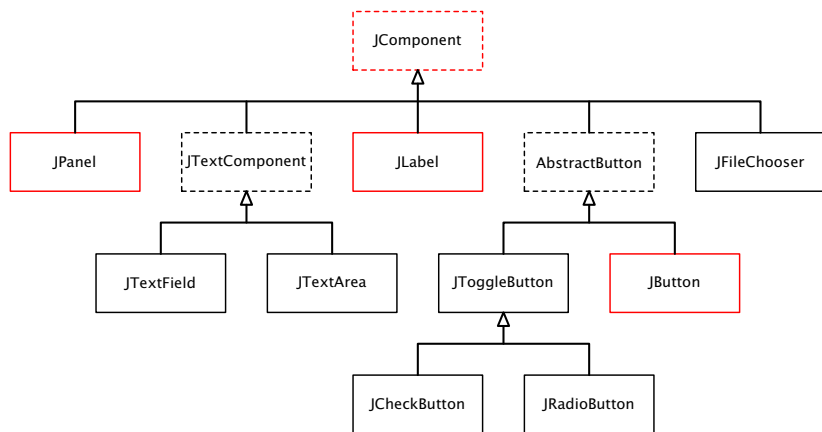 JComponent
JPanel
JTextComponent
JLabel
AbstractButton
JFileChooser
JTextField
JTextArea
JToggleButton
JButton
JCheckButton
JRadioButton